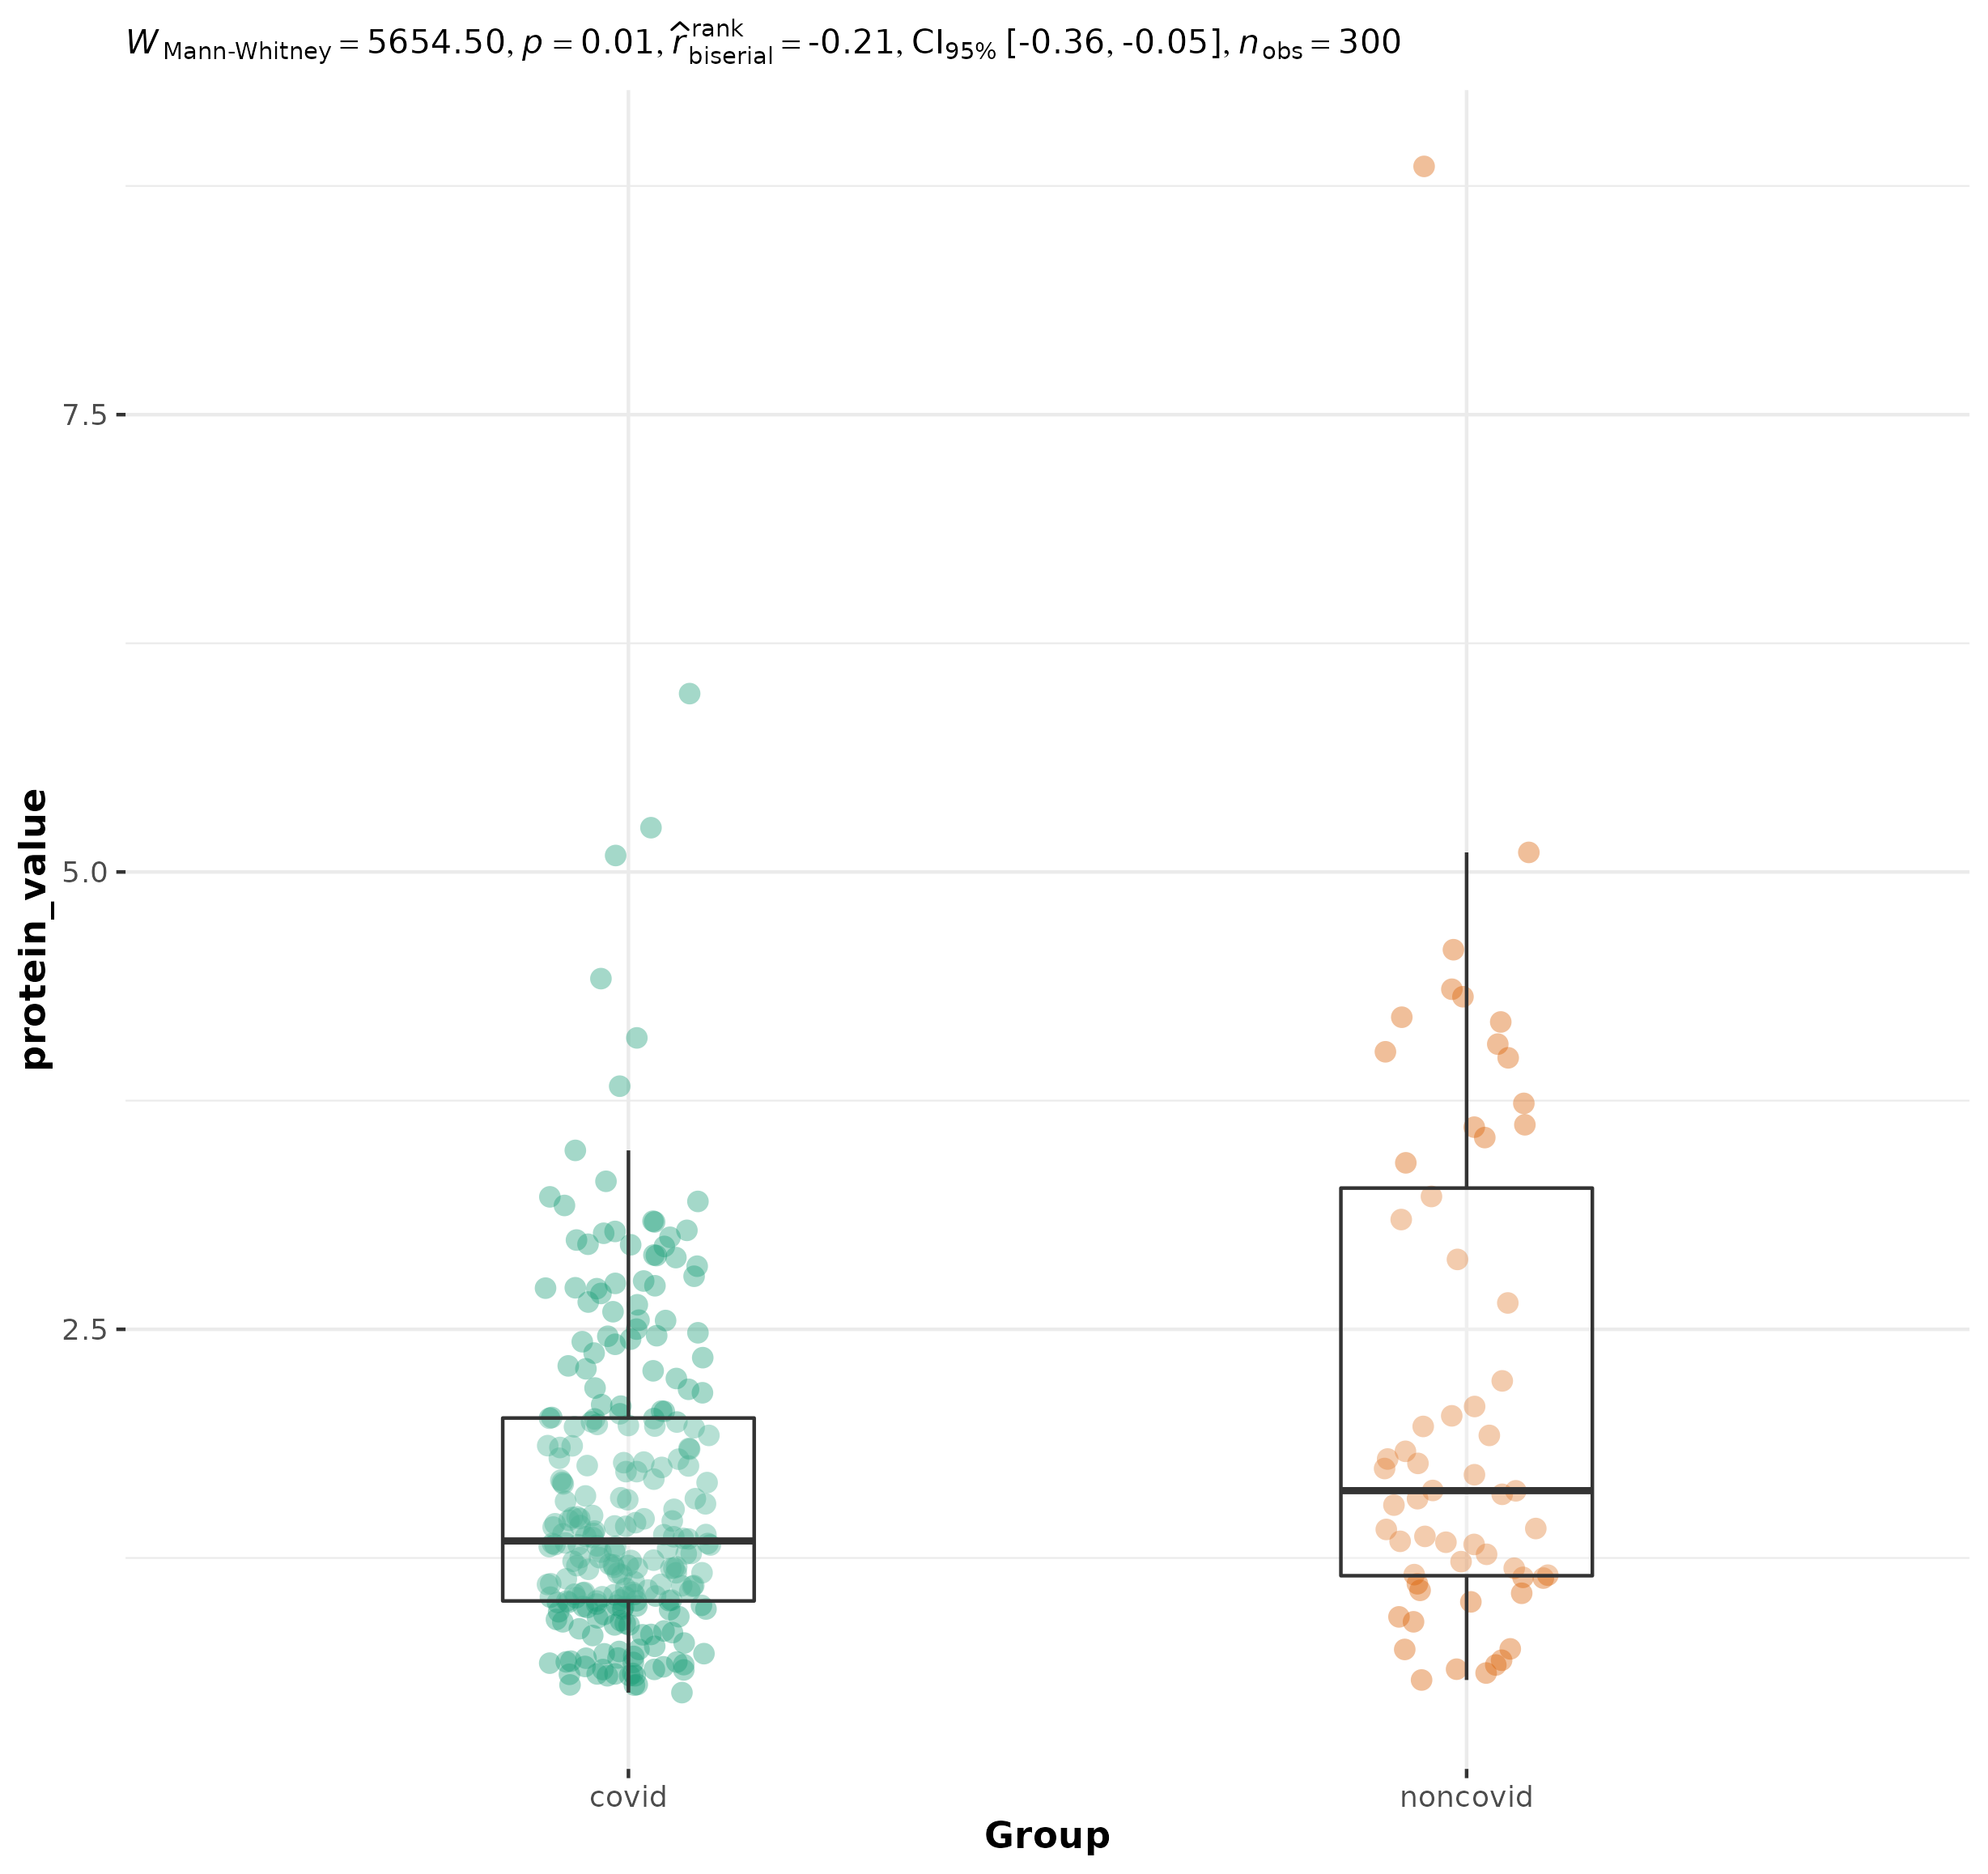 W Mann-Whitney = 5654.50, p = 0.01, r̂ rank biserial = -0.21, CI95% [-0.36, -0.05], nobs = 300
7.5
5.0
2.5
protein_value
covid noncovid
Group